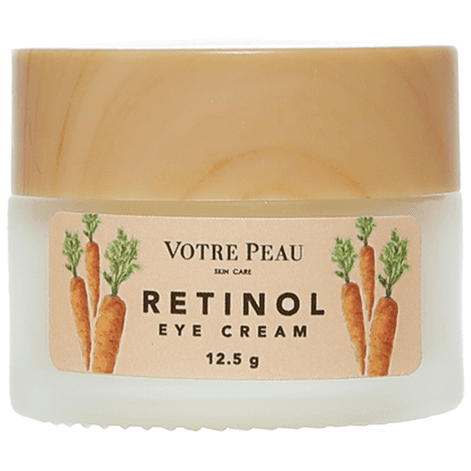 VOTRE PEAU
SKIN CARE
RETINOL
EYE CREAM
12.5 g